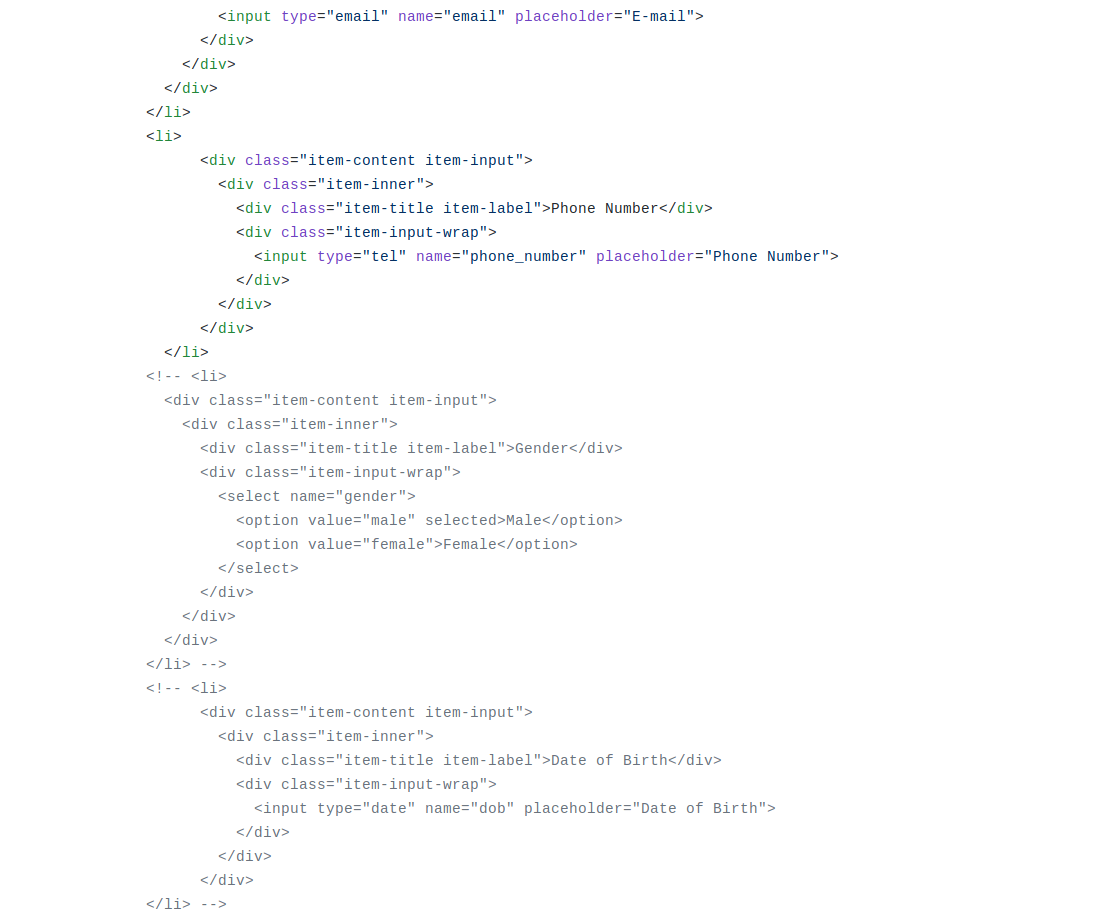 <input type="email" name="email" placeholder="E-mail">
</div>
</div>
</div>
</li>
<li>
<div class="item-content item-input">
<div class="item-inner">
<div class="item-title item-label">Phone Number</div>
<div class="item-input-wrap">
<input type="tel" name="phone_number" placeholder="Phone Number">
</div>
</div>
</div>
</li>
<!-- <li>
<div class="item-content item-input">
<div class="item-inner">
<div class="item-title item-label">Gender</div>
<div class="item-input-wrap">
<select name="gender">
<option value="male" selected>Male</option>
<option value="female">Female</option>
</select>
</div>
</div>
</div>
</li> -->
<!-- <li>
<div class="item-content item-input">
<div class="item-inner">
<div class="item-title item-label">Date of Birth</div>
<div class="item-input-wrap">
<input type="date" name="dob" placeholder="Date of Birth">
</div>
</div>
</div>
</li> -->